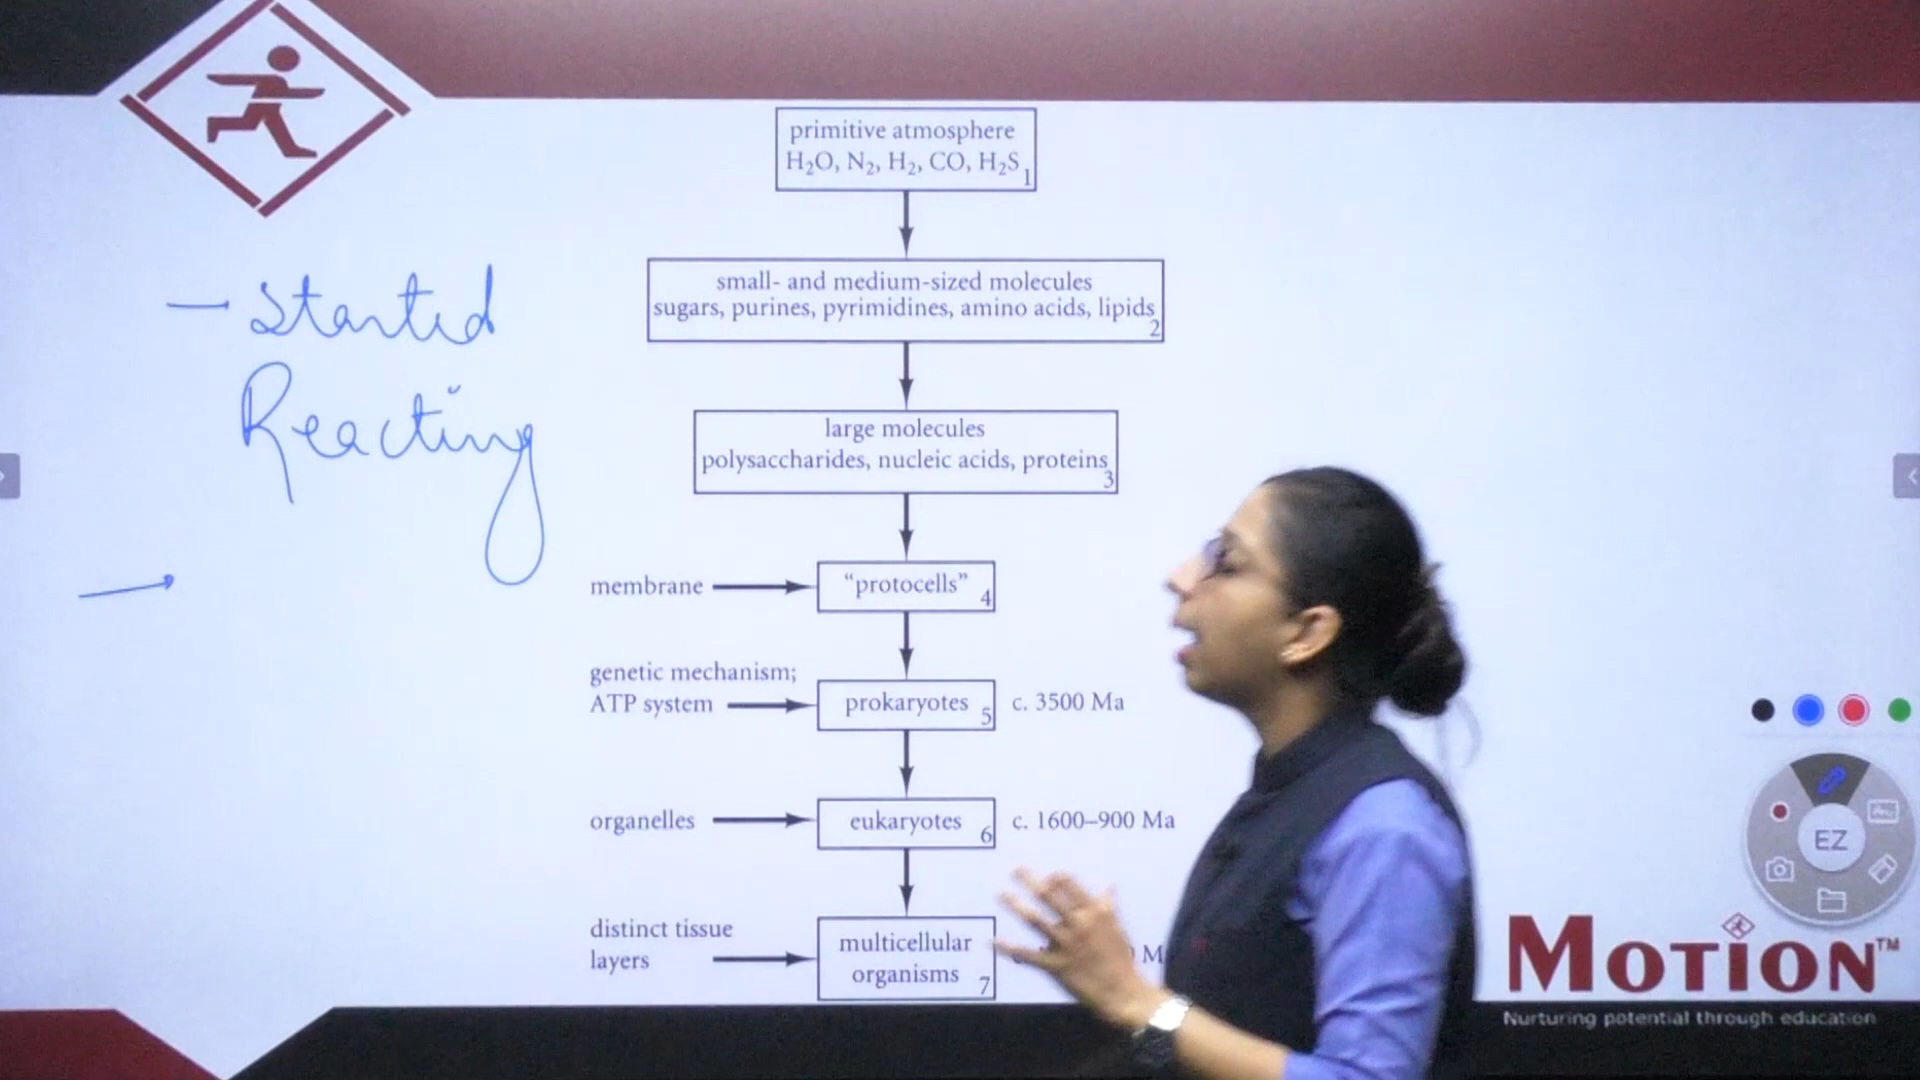 primitive atmosphere
H₂O, N₂, H₂, CO, H₂S
1
small- and medium-sized molecules
sugars, purines, pyrimidines, amino acids, lipids
2
large molecules
polysaccharides, nucleic acids, proteins
3
membrane
“protocells”
4
genetic mechanism;
ATP system
prokaryotes
5
c. 3500 Ma
organelles
eukaryotes
6
c. 1600–900 Ma
distinct tissue
layers
multicellular
organisms
7
— Started
Reacting
EZ
MOTION™
Nurturing potential through education